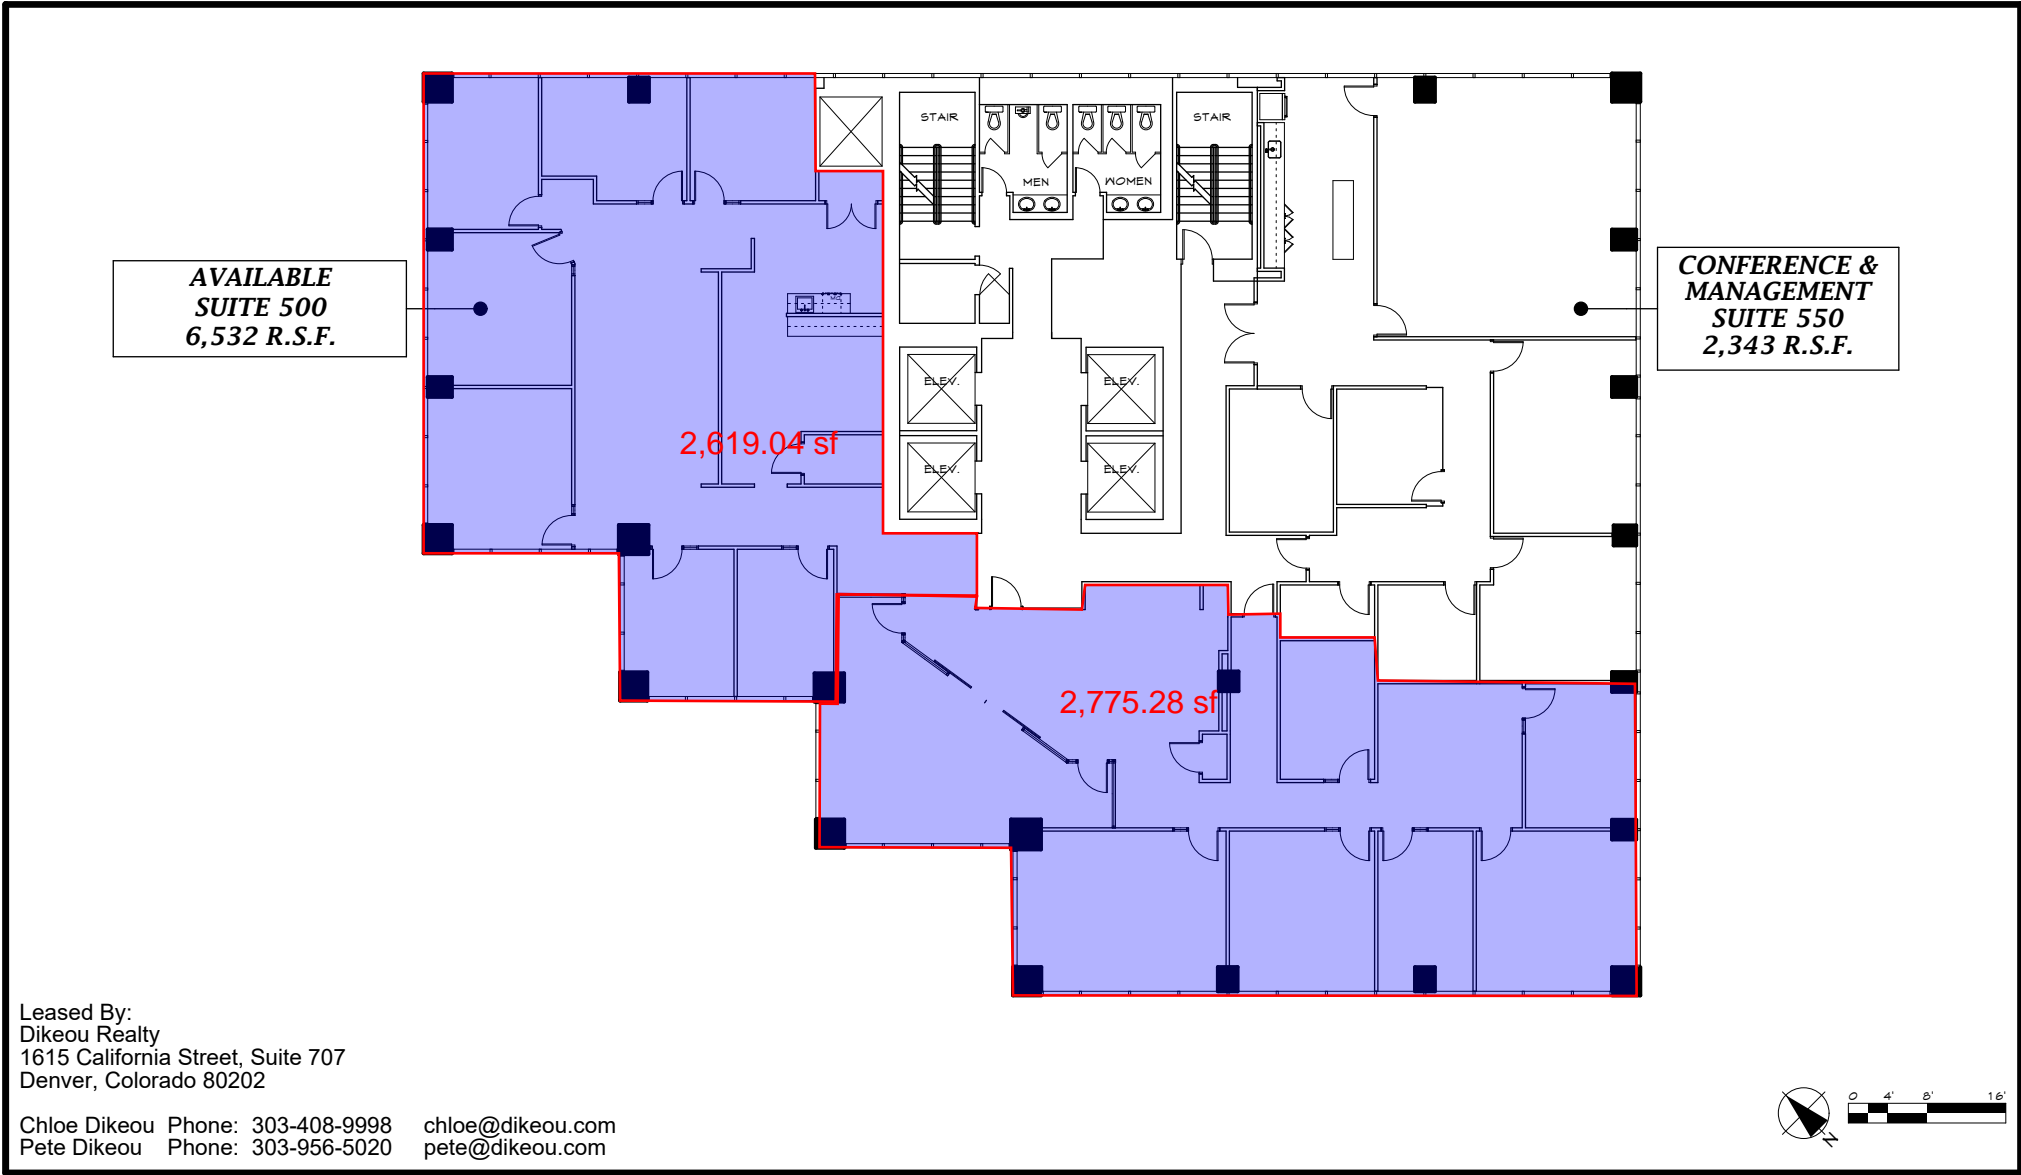 STAIR
STAIR
MEN
WOMEN
AVAILABLE
SUITE 500
6,532 R.S.F.
CONFERENCE &
MANAGEMENT
SUITE 550
2,343 R.S.F.
ELEV.
ELEV.
2,619.04 sf
ELEV.
ELEV.
2,775.28 sf
Leased By:
Dikeou Realty
1615 California Street, Suite 707
Denver, Colorado 80202
Chloe Dikeou Phone: 303-408-9998 chloe@dikeou.com
Pete Dikeou Phone: 303-956-5020 pete@dikeou.com
N
0 4' 8' 16'